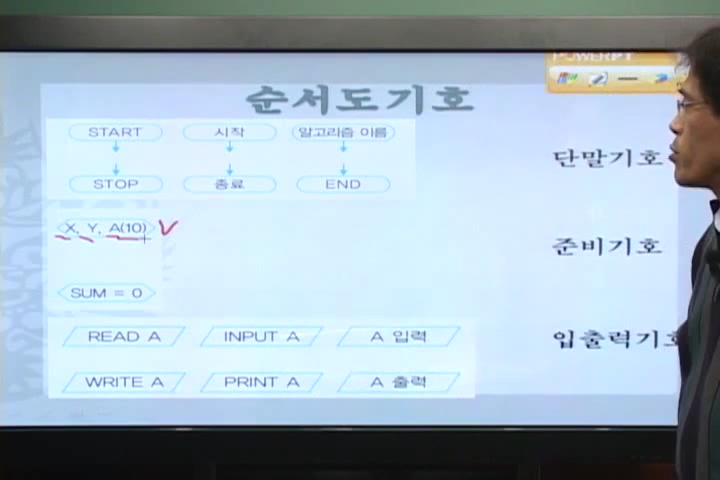 POWERPT
순서도기호
START 시작 알고리즘 이름
STOP 종료 END
단말기호
X, Y, A(10)
준비기호
SUM = 0
READ A INPUT A A 입력
입출력기호
WRITE A PRINT A A 출력